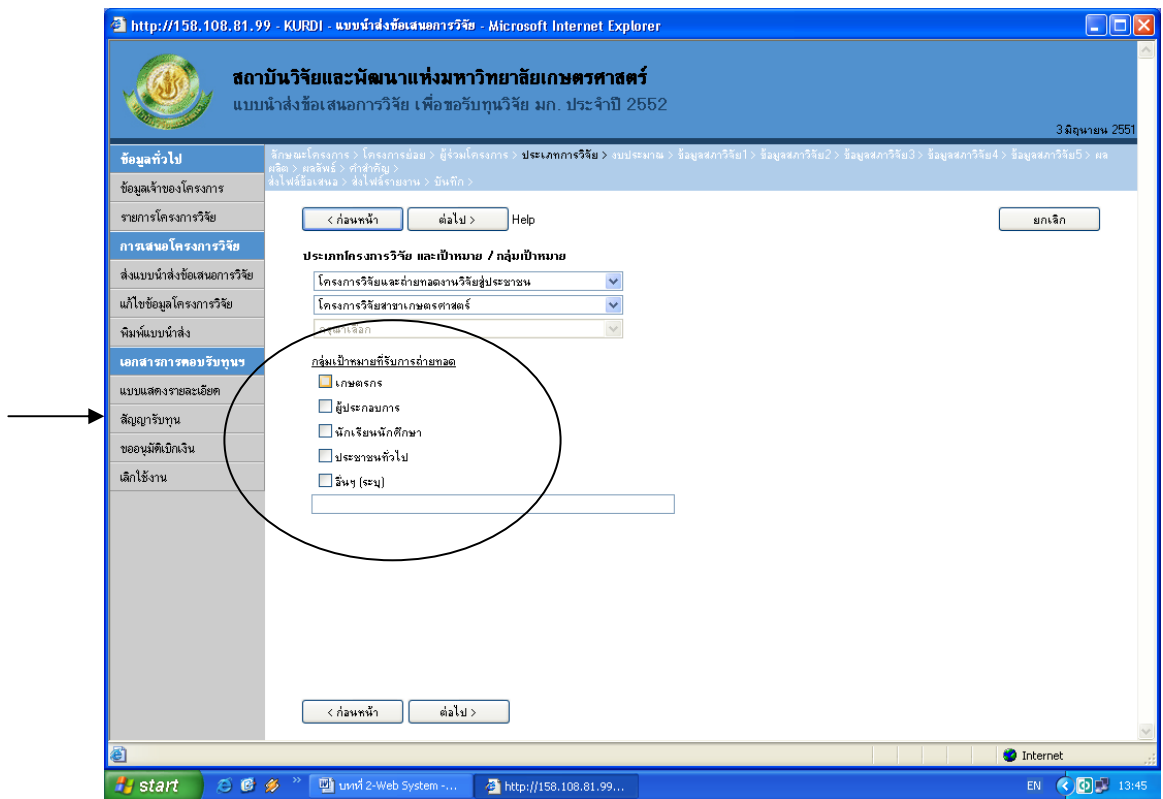 http://158.108.81.99 - KURDI - แบบนำส่งข้อเสนอการวิจัย - Microsoft Internet Explorer
สถาบันวิจัยและพัฒนาแห่งมหาวิทยาลัยเกษตรศาสตร์
แบบนำส่งข้อเสนอการวิจัย เพื่อขอรับทุนวิจัย มก. ประจำปี 2552
3 มิถุนายน 2551
ลักษณะโครงการ > โครงการย่อย > ผู้ร่วมโครงการ > ประเภทการวิจัย > งบประมาณ > ข้อมูลสภาวิจัย1 > ข้อมูลสภาวิจัย2 > ข้อมูลสภาวิจัย3 > ข้อมูลสภาวิจัย4 > ข้อมูลสภาวิจัย5 > ผล
ผลิต > ผลลัพธ์ > คำสำคัญ >
ส่งไฟล์ข้อเสนอ > ส่งไฟล์รายงาน > บันทึก >
ข้อมูลทั่วไป
ข้อมูลเจ้าของโครงการ
รายการโครงการวิจัย
การเสนอโครงการวิจัย
ส่งแบบนำส่งข้อเสนอการวิจัย
แก้ไขข้อมูลโครงการวิจัย
พิมพ์แบบนำส่ง
เอกสารการตอบรับทุนฯ
แบบแสดงรายละเอียด
สัญญารับทุน
ขออนุมัติเบิกเงิน
เลิกใช้งาน
< ก่อนหน้า ต่อไป > Help ยกเลิก
ประเภทโครงการวิจัย และเป้าหมาย / กลุ่มเป้าหมาย
โครงการวิจัยและถ่ายทอดงานวิจัยสู่ประชาชน
โครงการวิจัยสาขาเกษตรศาสตร์
กรุณาเลือก
กลุ่มเป้าหมายที่รับการถ่ายทอด
เกษตรกร
ผู้ประกอบการ
นักเรียนนักศึกษา
ประชาชนทั่วไป
อื่นๆ (ระบุ)
< ก่อนหน้า ต่อไป >
Internet
start บทที่ 2-Web System -... http://158.108.81.99... EN 13:45